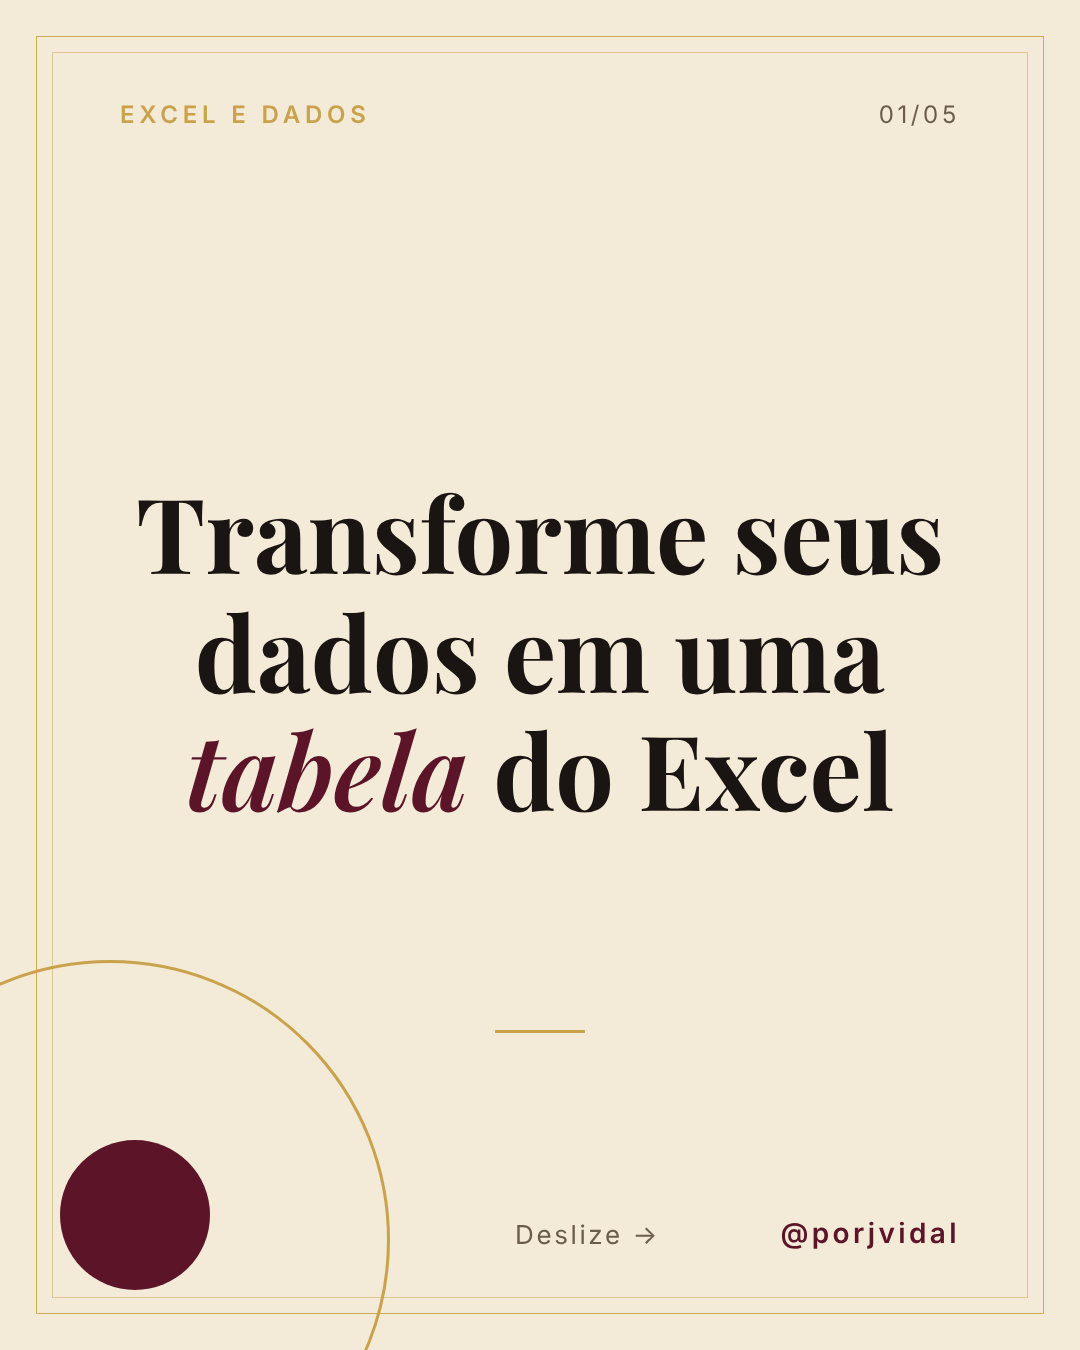 EXCEL E DADOS
01/05
Transforme seus
dados em uma
tabela do Excel
Deslize →
@porjvidal